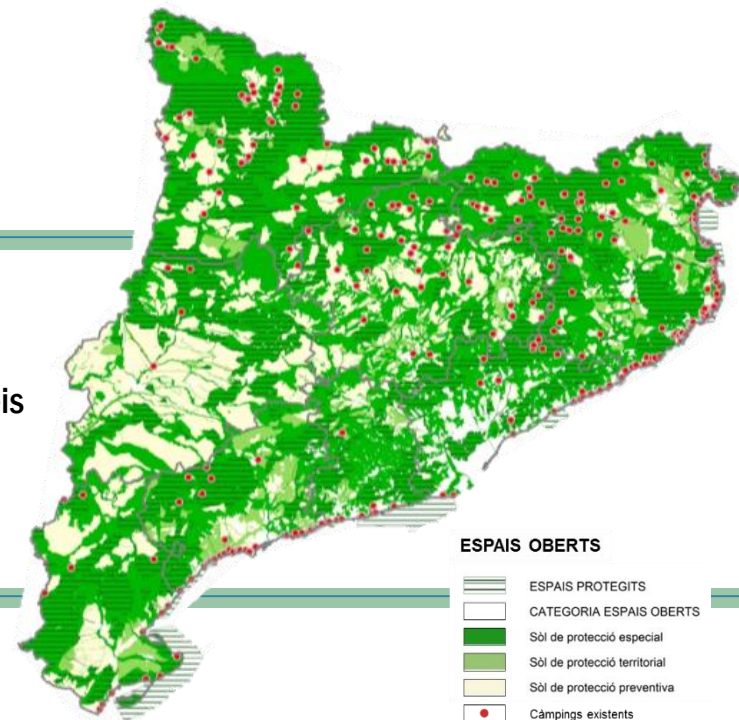 is
ESPAIS OBERTS
ESPAIS PROTEGITS
CATEGORIA ESPAIS OBERTS
Sòl de protecció especial
Sòl de protecció territorial
Sòl de protecció preventiva
Càmpings existents